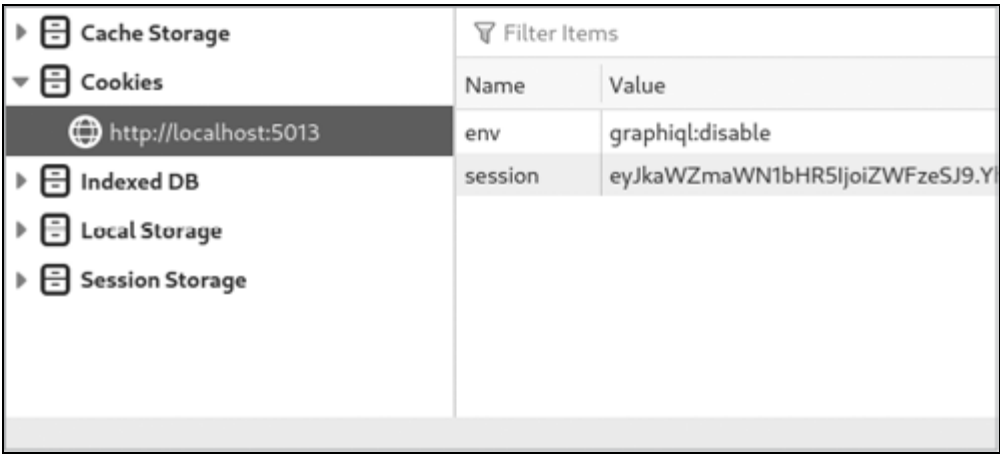 Cache Storage
Cookies
http://localhost:5013
Indexed DB
Local Storage
Session Storage
Filter Items
Name Value
env graphiql:disable
session eyJkaWZmaWN1bHR5IjoiZWFzeSJ9.Y